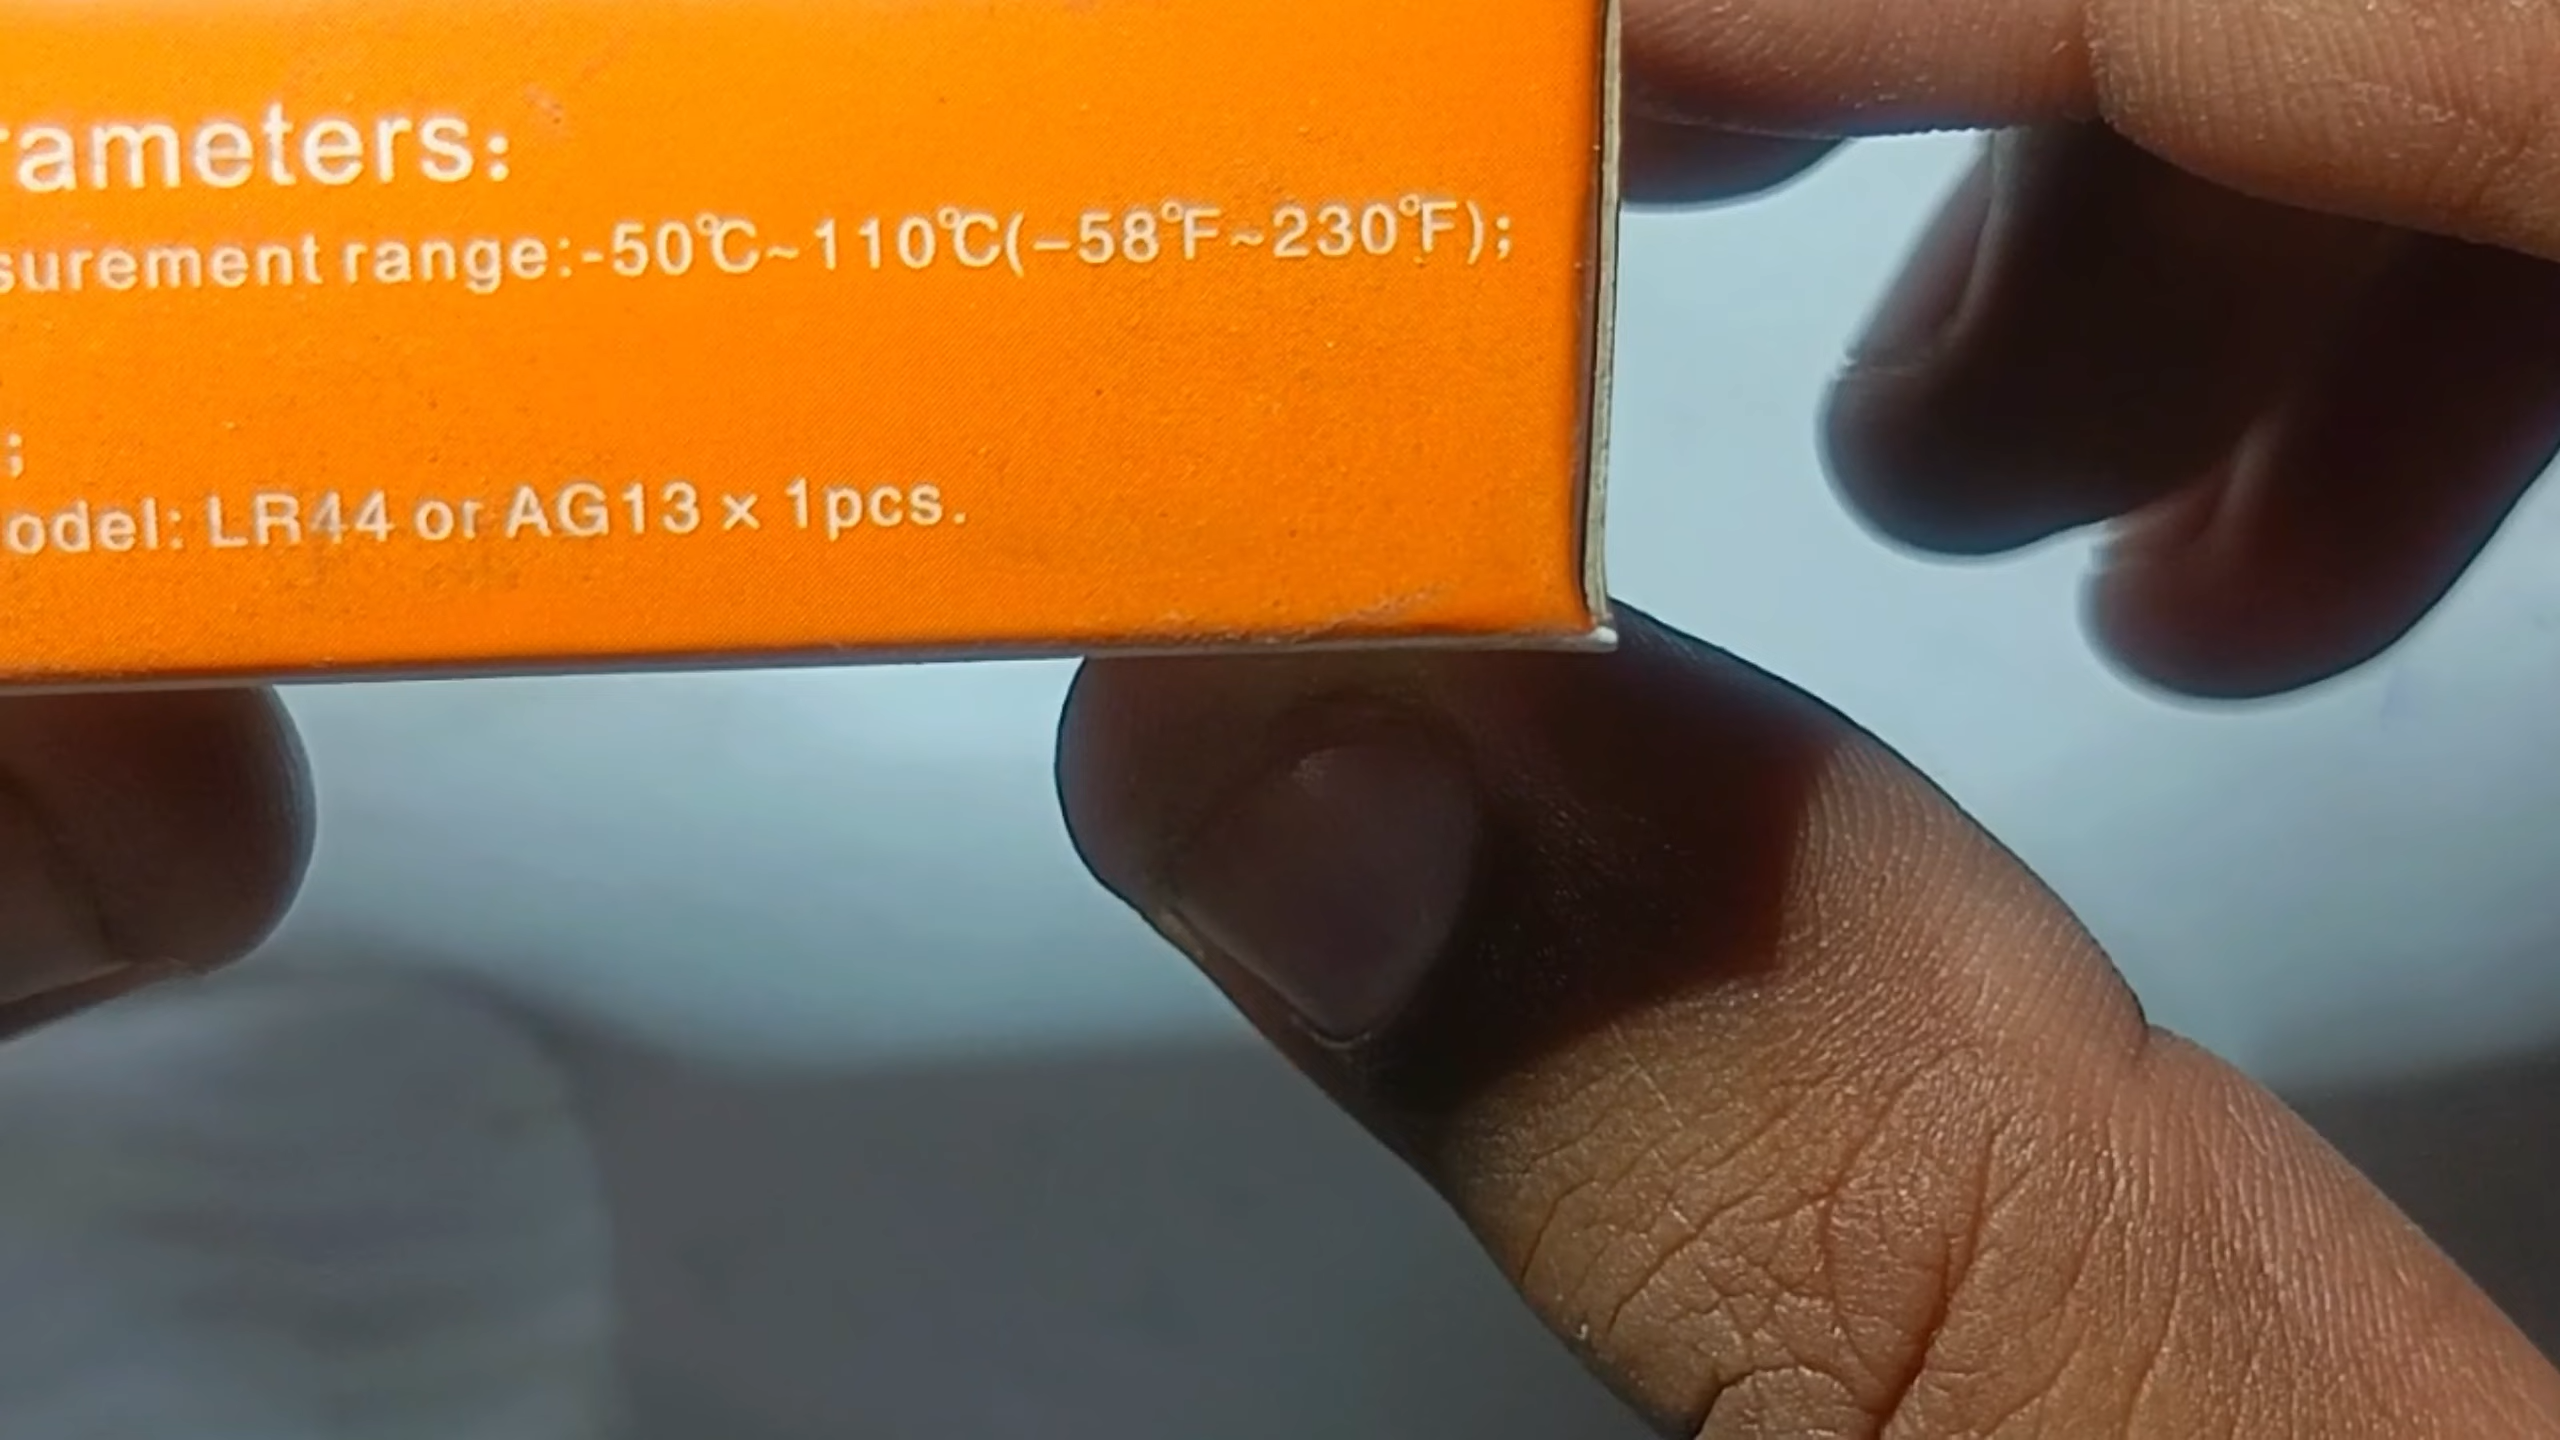 rameters:
surement range:-50℃~110℃(-58℉~230℉);
;
odel: LR44 or AG13 x 1pcs.